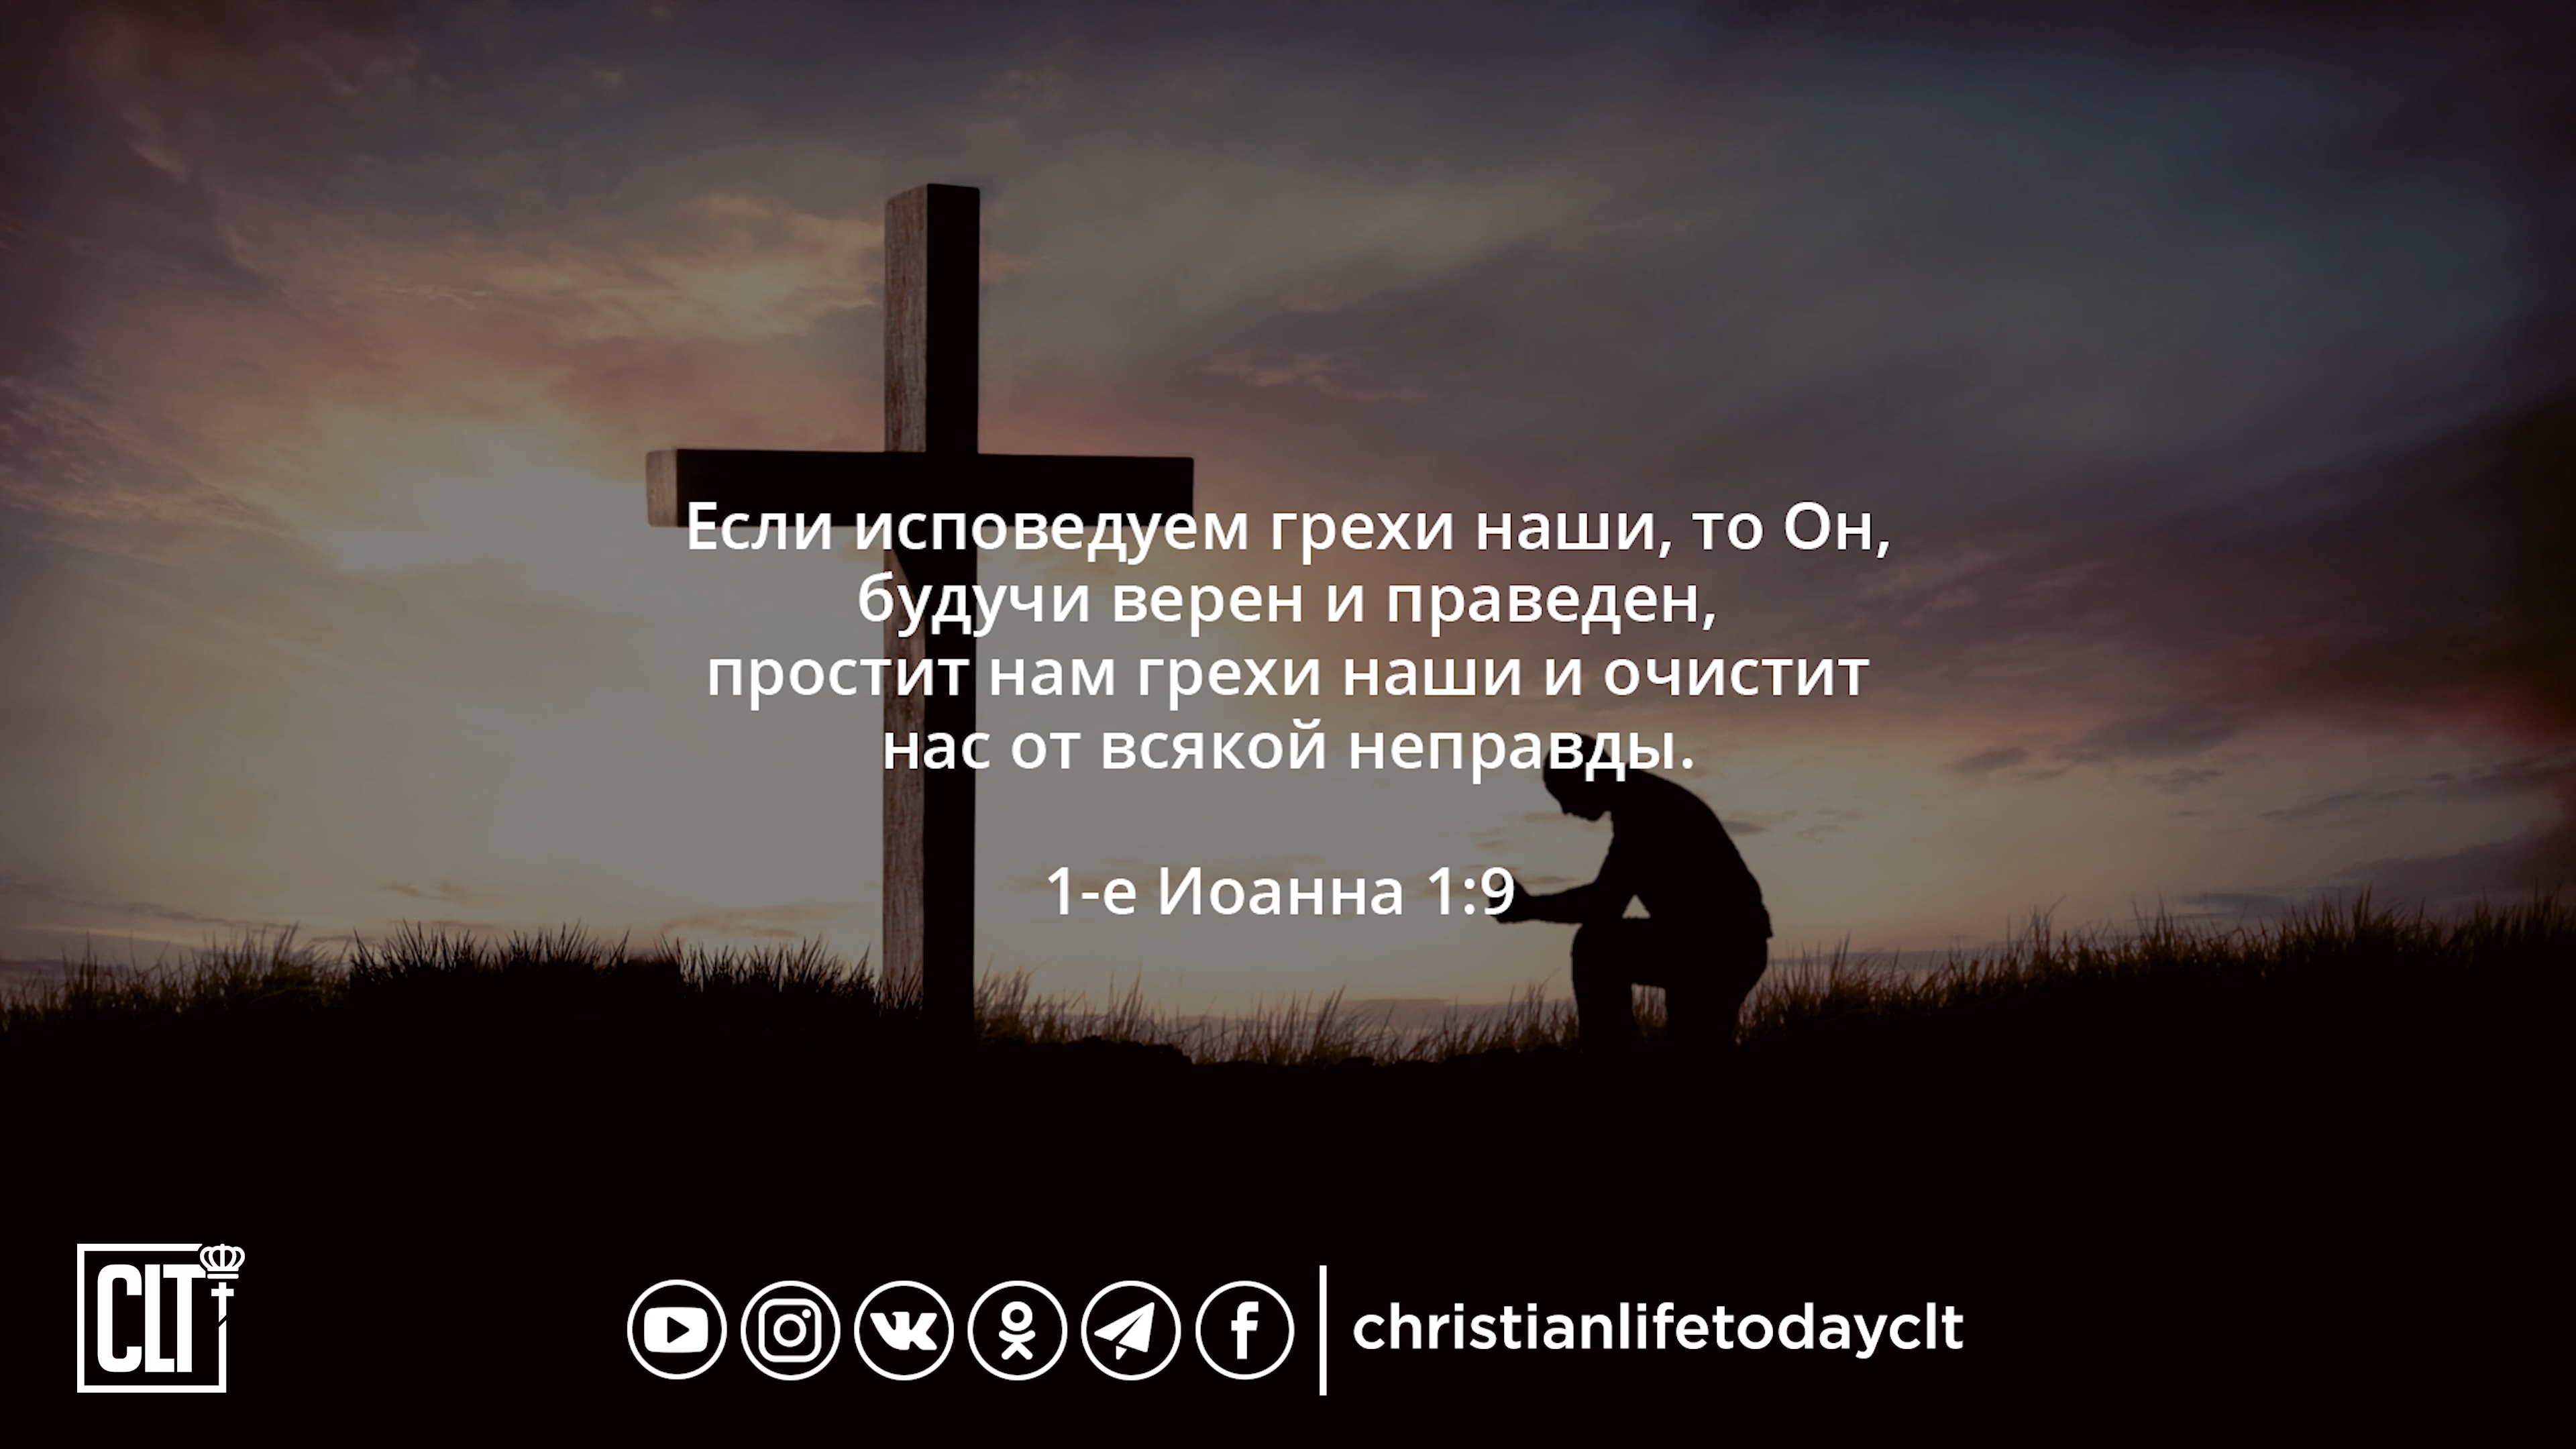 Если исповедуем грехи наши, то Он,
будучи верен и праведен,
простит нам грехи наши и очистит
нас от всякой неправды.
1-е Иоанна 1:9
CLT
christianlifetodayclt